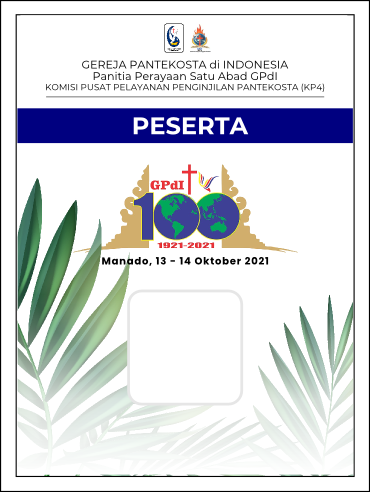 GEREJA PANTEKOSTA di INDONESIA
Panitia Perayaan Satu Abad GPdI
KOMISI PUSAT PELAYANAN PENGINJILAN PANTEKOSTA (KP4)
PESERTA
GPdI
100
1921-2021
Manado, 13 - 14 Oktober 2021